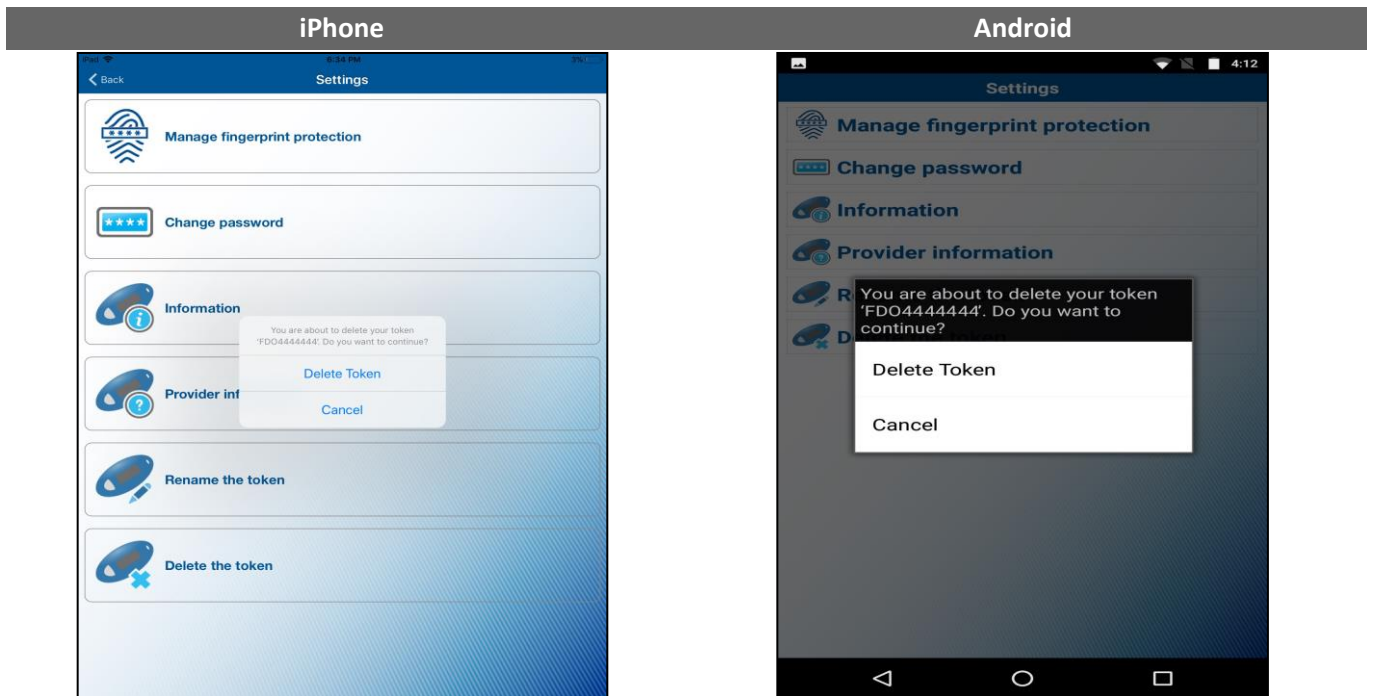 iPhone
Android
iPad 6:34 PM 3%
Back
Settings
Manage fingerprint protection
Change password
Information
You are about to delete your token
'FDO4444444'. Do you want to continue?
Delete Token
Provider inf
Cancel
Rename the token
Delete the token
4:12
Settings
Manage fingerprint protection
Change password
Information
Provider information
R
You are about to delete your token
'FDO4444444'. Do you want to
continue?
D
Delete Token
Cancel